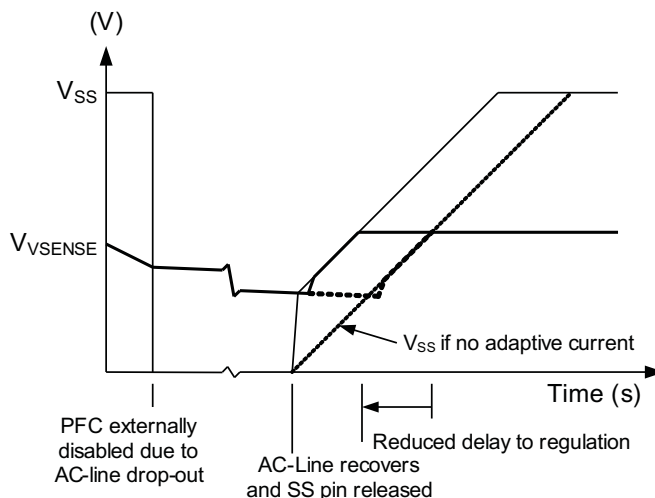 (V)
VSS
VVSENSE
VSS if no adaptive current
Time (s)
PFC externally
disabled due to
AC-line drop-out
AC-Line recovers
and SS pin released
Reduced delay to regulation